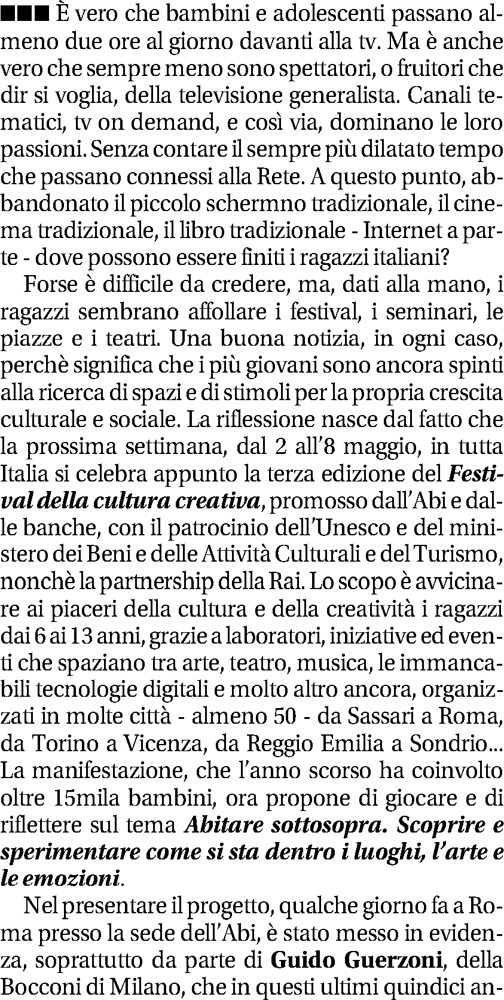 ■■■ È vero che bambini e adolescenti passano al-
meno due ore al giorno davanti alla tv. Ma è anche
vero che sempre meno sono spettatori, o fruitori che
dir si voglia, della televisione generalista. Canali te-
matici, tv on demand, e così via, dominano le loro
passioni. Senza contare il sempre più dilatato tempo
che passano connessi alla Rete. A questo punto, ab-
bandonato il piccolo schermno tradizionale, il cine-
ma tradizionale, il libro tradizionale - Internet a par-
te - dove possono essere finiti i ragazzi italiani?
Forse è difficile da credere, ma, dati alla mano, i
ragazzi sembrano affollare i festival, i seminari, le
piazze e i teatri. Una buona notizia, in ogni caso,
perchè significa che i più giovani sono ancora spinti
alla ricerca di spazi e di stimoli per la propria crescita
culturale e sociale. La riflessione nasce dal fatto che
la prossima settimana, dal 2 all'8 maggio, in tutta
Italia si celebra appunto la terza edizione del Festi-
val della cultura creativa, promosso dall'Abi e dal-
le banche, con il patrocinio dell'Unesco e del mini-
stero dei Beni e delle Attività Culturali e del Turismo,
nonchè la partnership della Rai. Lo scopo è avvicina-
re ai piaceri della cultura e della creatività i ragazzi
dai 6 ai 13 anni, grazie a laboratori, iniziative ed even-
ti che spaziano tra arte, teatro, musica, le immanca-
bili tecnologie digitali e molto altro ancora, organiz-
zati in molte città - almeno 50 - da Sassari a Roma,
da Torino a Vicenza, da Reggio Emilia a Sondrio...
La manifestazione, che l'anno scorso ha coinvolto
oltre 15mila bambini, ora propone di giocare e di
riflettere sul tema Abitare sottosopra. Scoprire e
sperimentare come si sta dentro i luoghi, l'arte e
le emozioni.
Nel presentare il progetto, qualche giorno fa a Ro-
ma presso la sede dell'Abi, è stato messo in eviden-
za, soprattutto da parte di Guido Guerzoni, della
Bocconi di Milano, che in questi ultimi quindici an-